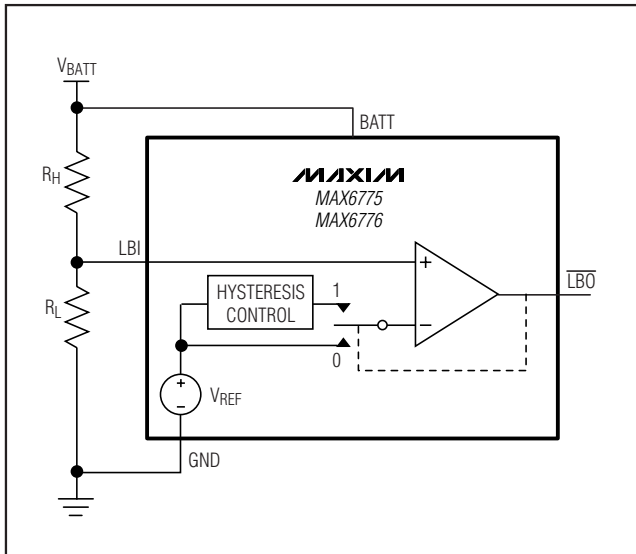 VBATT
BATT
RH
MAXIM
MAX6775
MAX6776
LBI
+
HYSTERESIS
CONTROL
1
LBO
RL
−
0
+
−
VREF
GND